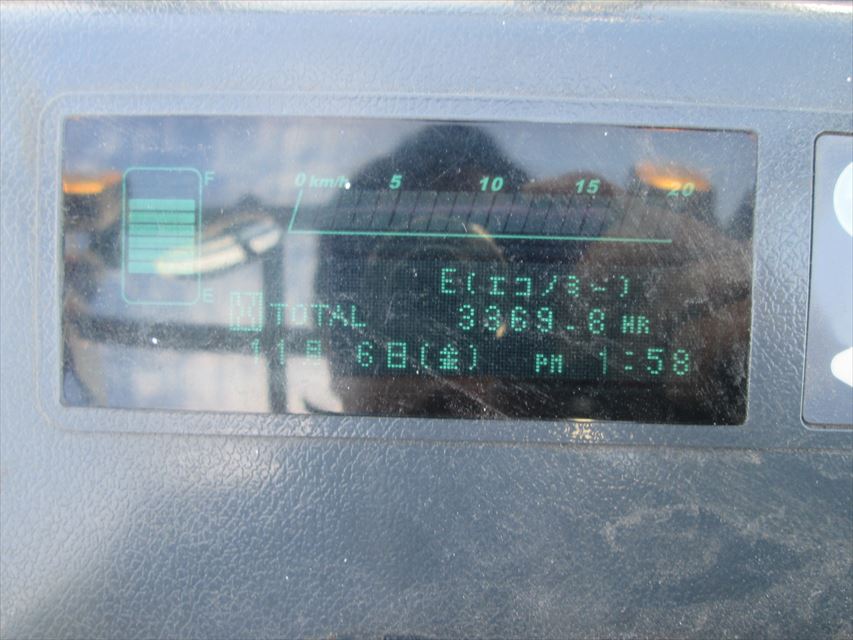 F
0 km/h 5 10 15 20
E
E(エコノミー)
TOTAL 3369.6 HR
11月 6日(金) PM 1:58